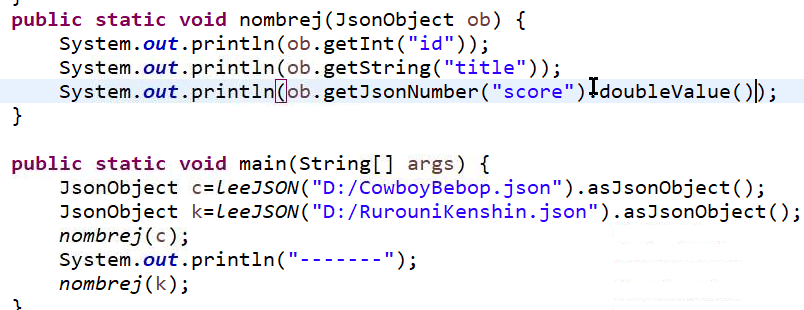 public static void nombrej(JsonObject ob) {
System.out.println(ob.getInt("id"));
System.out.println(ob.getString("title"));
System.out.println(ob.getJsonNumber("score").doubleValue());
}
public static void main(String[] args) {
JsonObject c=LeeJSON("D:/CowboyBebop.json").asJsonObject();
JsonObject k=LeeJSON("D:/RurouniKenshin.json").asJsonObject();
nombrej(c);
System.out.println("-------");
nombrej(k);
}